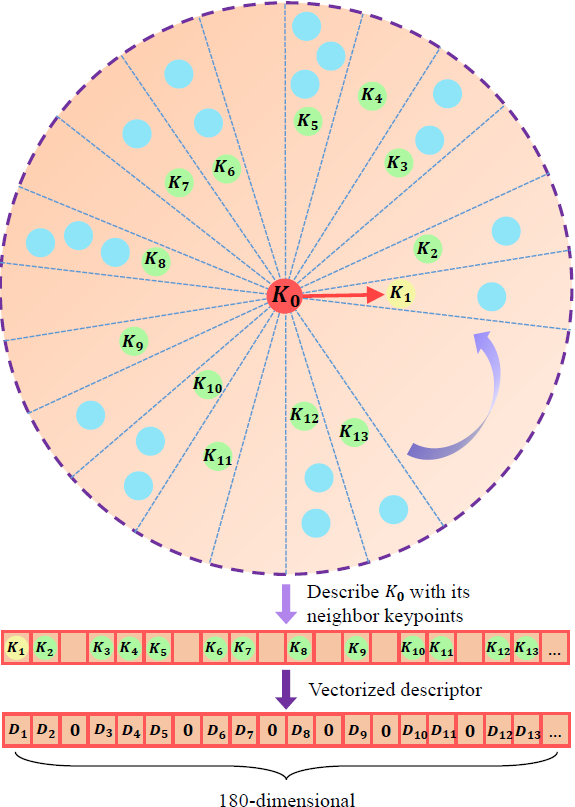 K₅
K₄
K₃
K₆
K₇
K₂
K₈
K₀
K₁
K₉
K₁₀
K₁₂
K₁₃
K₁₁
Describe K₀ with its
neighbor keypoints
K₁ K₂ K₃ K₄ K₅ K₆ K₇ K₈ K₉ K₁₀ K₁₁ K₁₂ K₁₃ ...
Vectorized descriptor
D₁ D₂ 0 D₃ D₄ D₅ 0 D₆ D₇ 0 D₈ 0 D₉ 0 D₁₀ D₁₁ 0 D₁₂ D₁₃ ...
180-dimensional